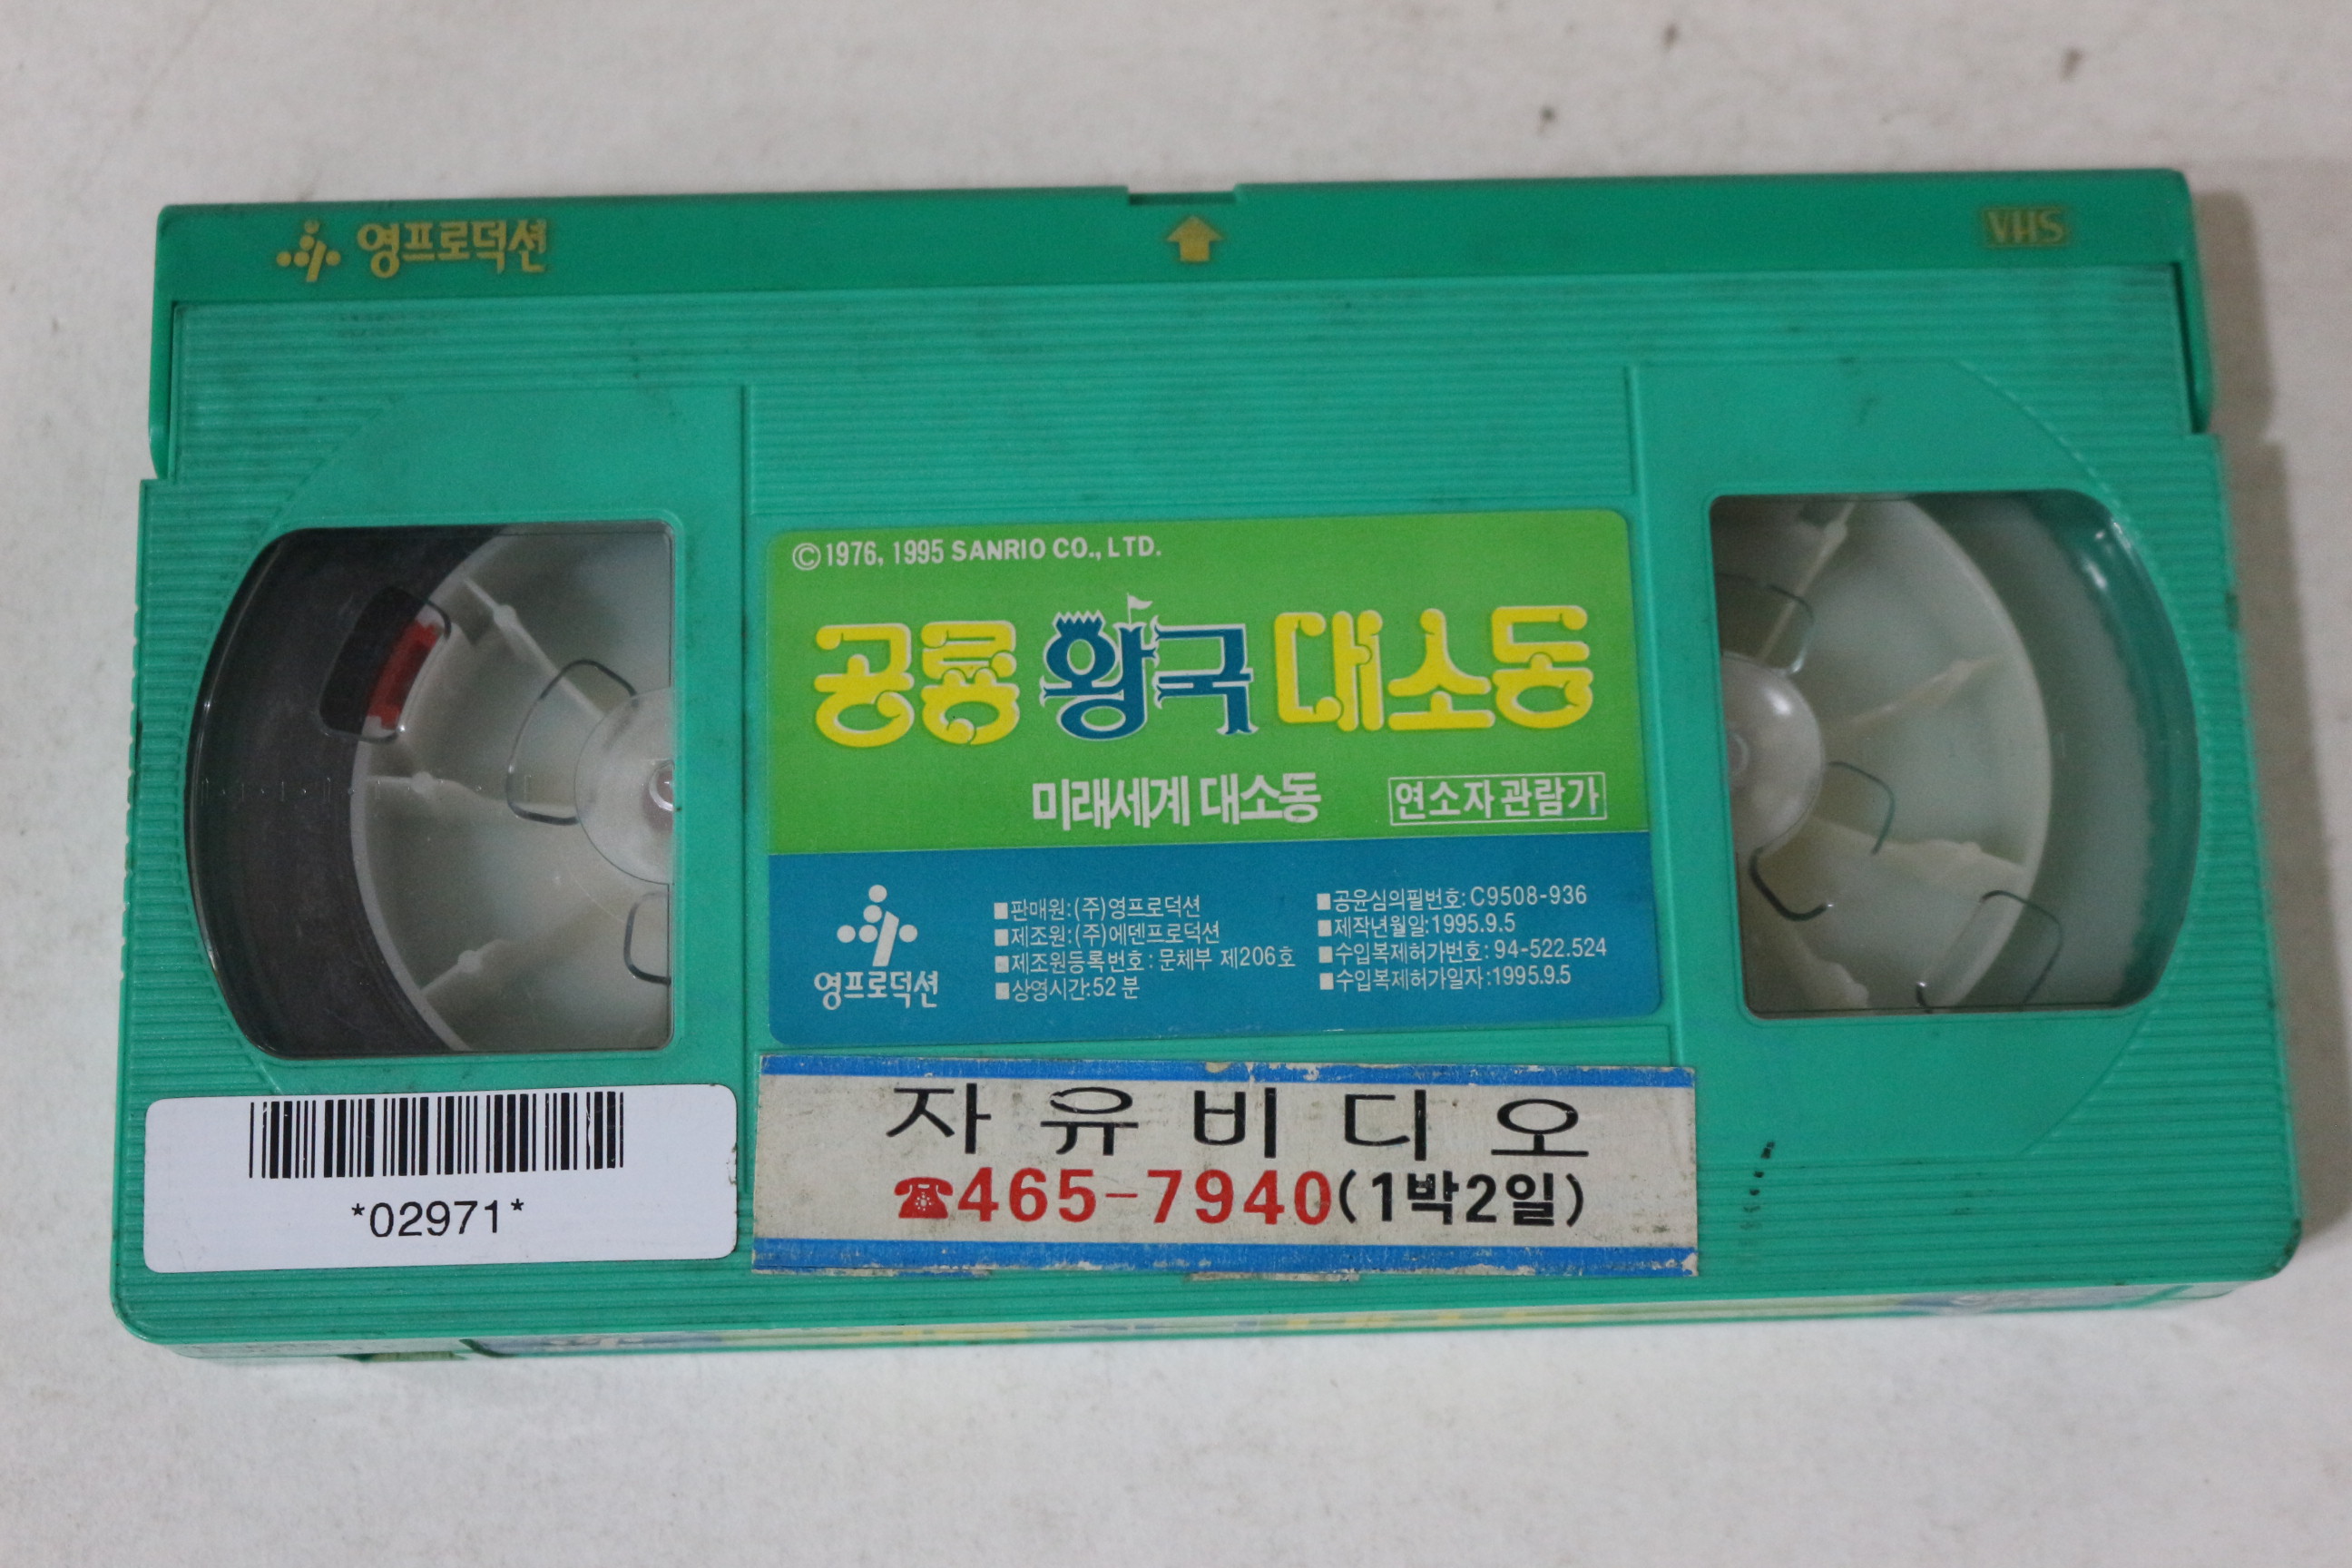 영프로덕션
VHS
©1976, 1995 SANRIO CO., LTD.
공룡 왕국 대소동
미래세계 대소동
연소자 관람가
영프로덕션
■판매원:(주)영프로덕션
■제조원:(주)에덴프로덕션
■제조원등록번호: 문체부 제206호
■상영시간:52 분
■공윤심의필번호:C9508-936
■제작년월일:1995.9.5
■수입복제허가번호: 94-522.524
■수입복제허가일자:1995.9.5
자유비디오
☎465-7940(1박2일)
*02971*